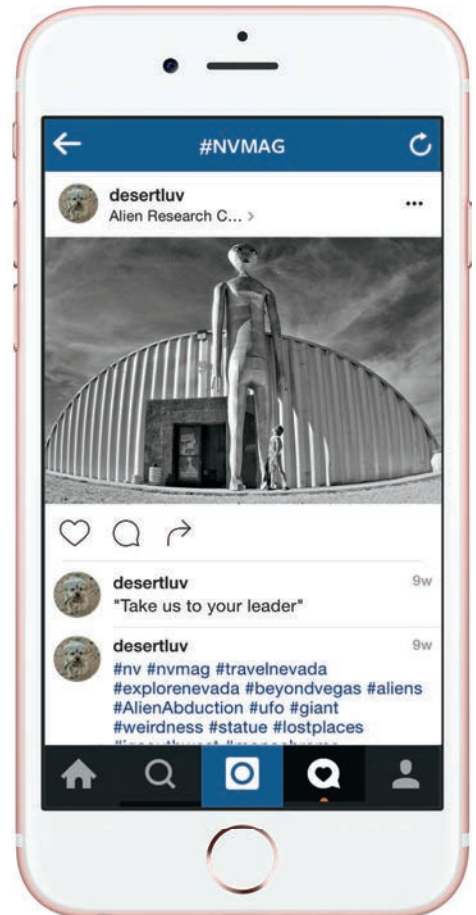 #NVMAG
desertluv
Alien Research C... >
desertluv 9w
"Take us to your leader"
desertluv 9w
#nv #nvmag #travelnevada
#explorenevada #beyondvegas #aliens
#AlienAbduction #ufo #giant
#weirdness #statue #lostplaces